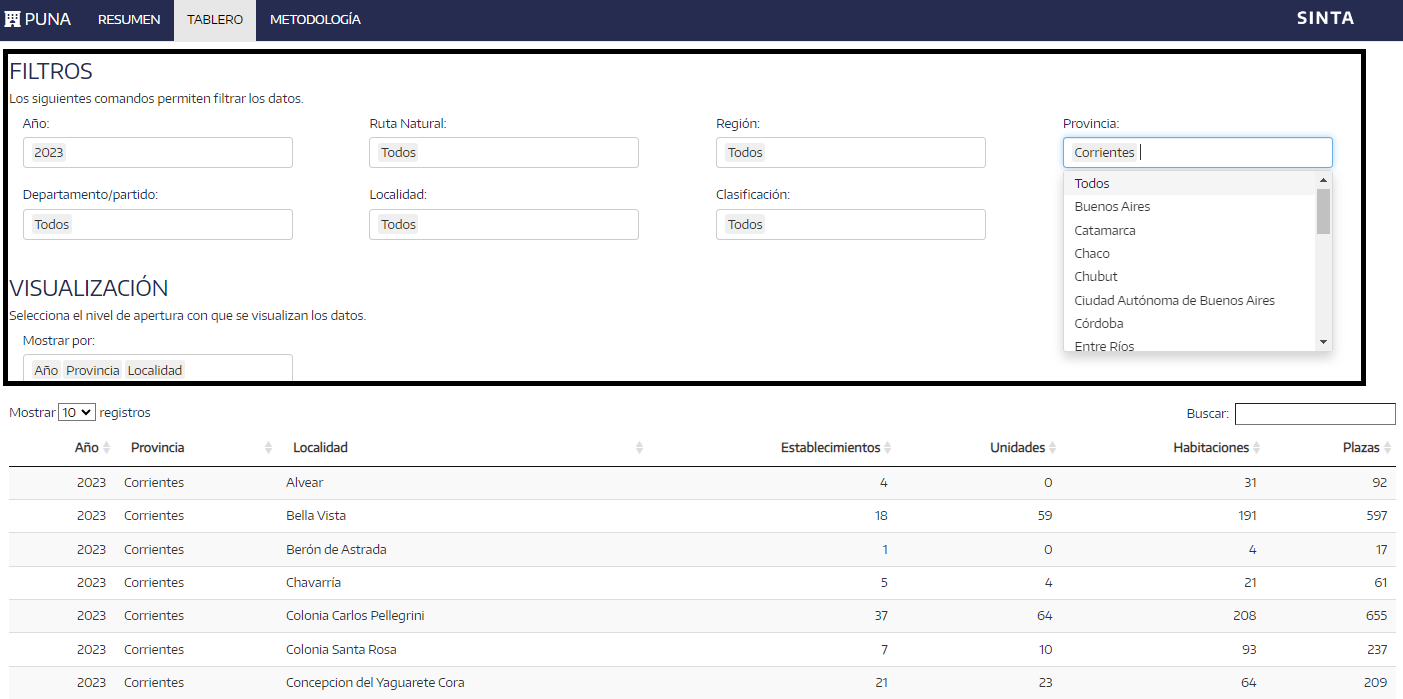 PUNA RESUMEN TABLERO METODOLOGÍA SINTA
FILTROS
Los siguientes comandos permiten filtrar los datos.
Año: Ruta Natural: Región: Provincia:
2023 Todos Todos Corrientes
Departamento/partido: Localidad: Clasificación:
Todos Todos Todos
Todos
Buenos Aires
Catamarca
Chaco
Chubut
Ciudad Autónoma de Buenos Aires
Córdoba
Entre Ríos
VISUALIZACIÓN
Selecciona el nivel de apertura con que se visualizan los datos.
Mostrar por:
Año Provincia Localidad
Mostrar 10 registros Buscar:
Año Provincia Localidad Establecimientos Unidades Habitaciones Plazas
2023 Corrientes Alvear 4 0 31 92
2023 Corrientes Bella Vista 18 59 191 597
2023 Corrientes Berón de Astrada 1 0 4 17
2023 Corrientes Chavarría 5 4 21 61
2023 Corrientes Colonia Carlos Pellegrini 37 64 208 655
2023 Corrientes Colonia Santa Rosa 7 10 93 237
2023 Corrientes Concepcion del Yaguarete Cora 21 23 64 209